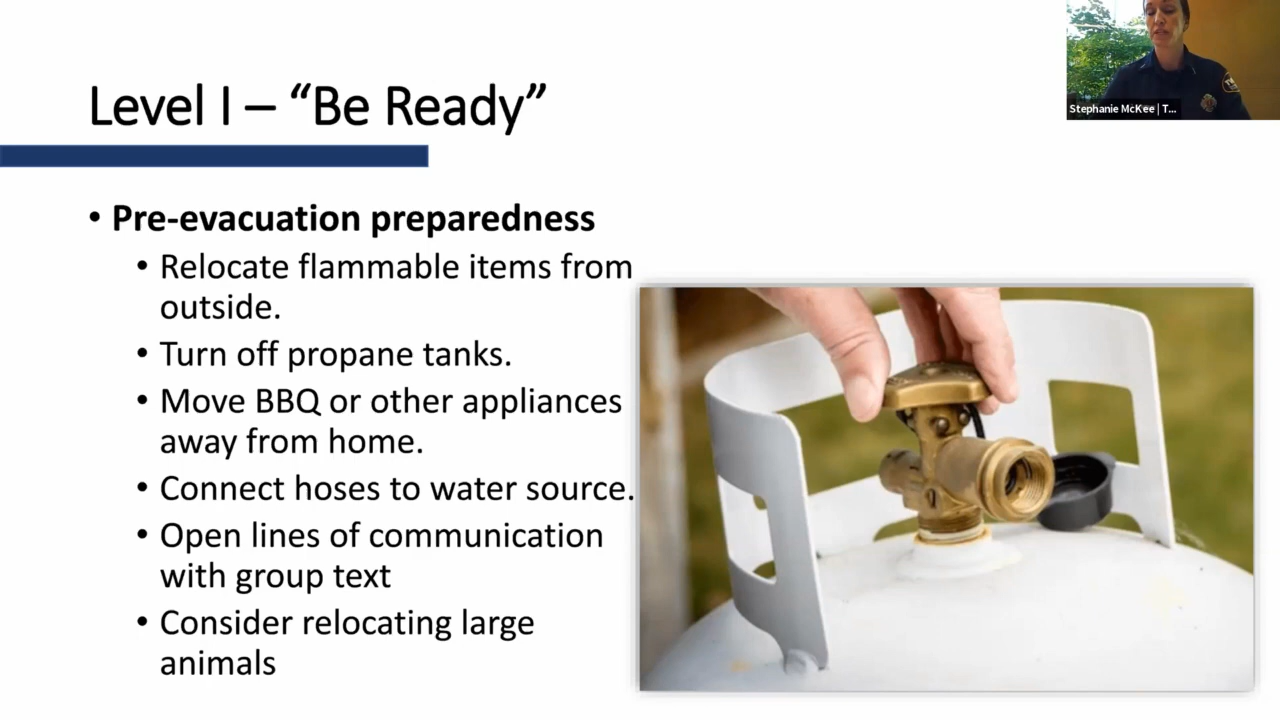 Stephanie McKee | T...
Level I – “Be Ready”
• Pre-evacuation preparedness
• Relocate flammable items from
outside.
• Turn off propane tanks.
• Move BBQ or other appliances
away from home.
• Connect hoses to water source.
• Open lines of communication
with group text
• Consider relocating large
animals